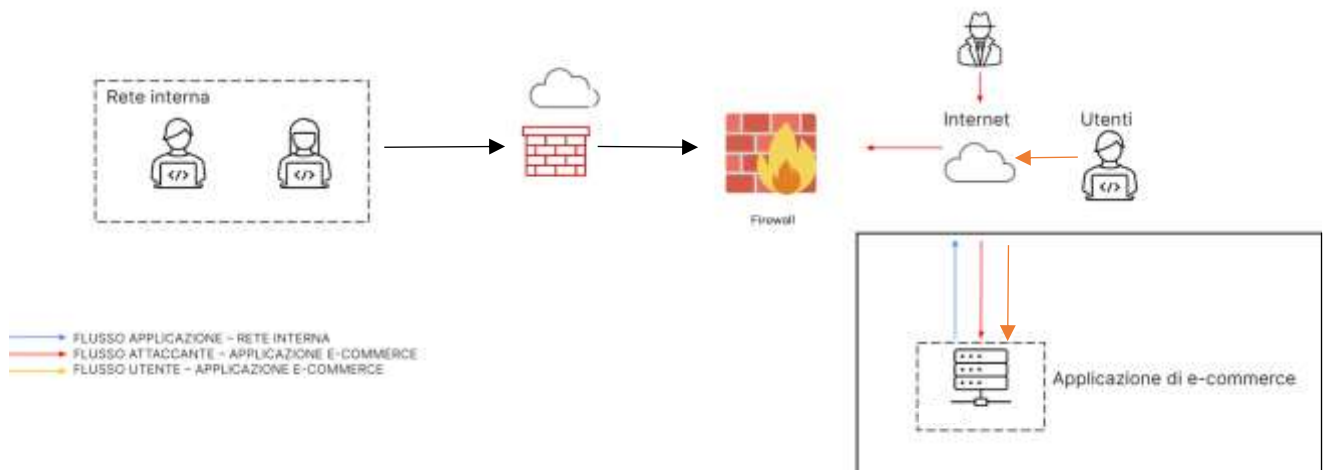 Rete interna
Internet
Utenti
Firewall
FLUSSO APPLICAZIONE – RETE INTERNA
FLUSSO ATTACCANTE – APPLICAZIONE E-COMMERCE
FLUSSO UTENTE – APPLICAZIONE E-COMMERCE
Applicazione di e-commerce